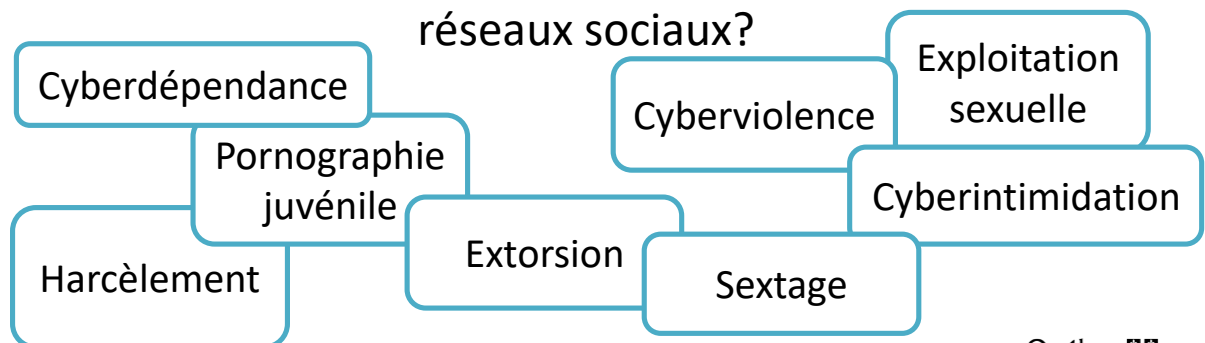 réseaux sociaux?
Cyberdépendance
Pornographie
juvénile
Harcèlement
Extorsion
Sextage
Cyberviolence
Exploitation
sexuelle
Cyberintimidation